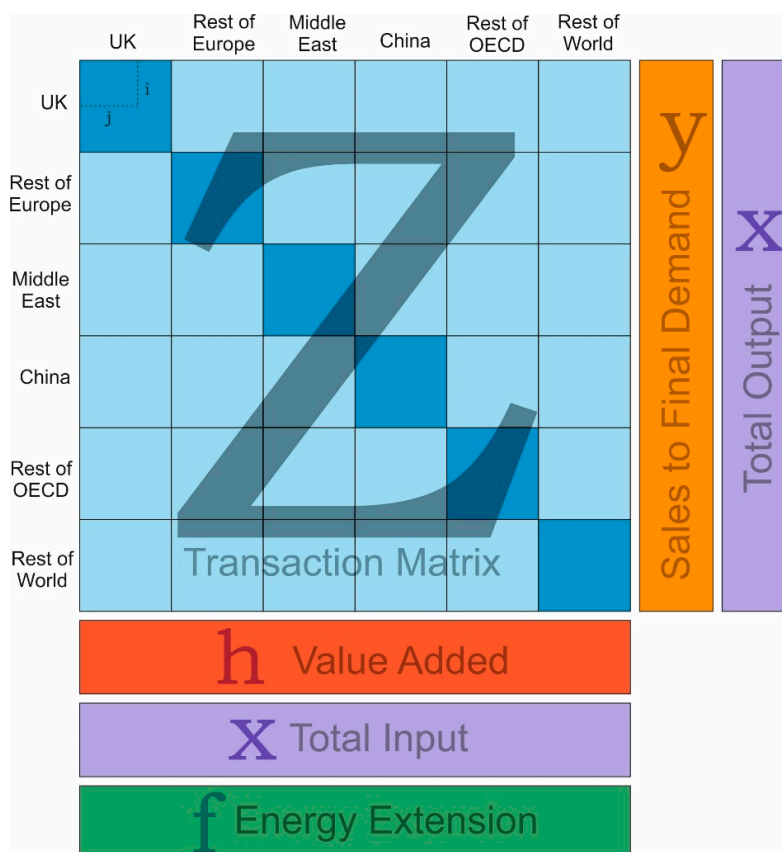 UK
Rest of
Europe
Middle
East
China
Rest of
OECD
Rest of
World
UK
i
j
Rest of
Europe
Middle
East
China
Rest of
OECD
Rest of
World
Z
Transaction Matrix
y
Sales to Final Demand
x
Total Output
h Value Added
x Total Input
f Energy Extension